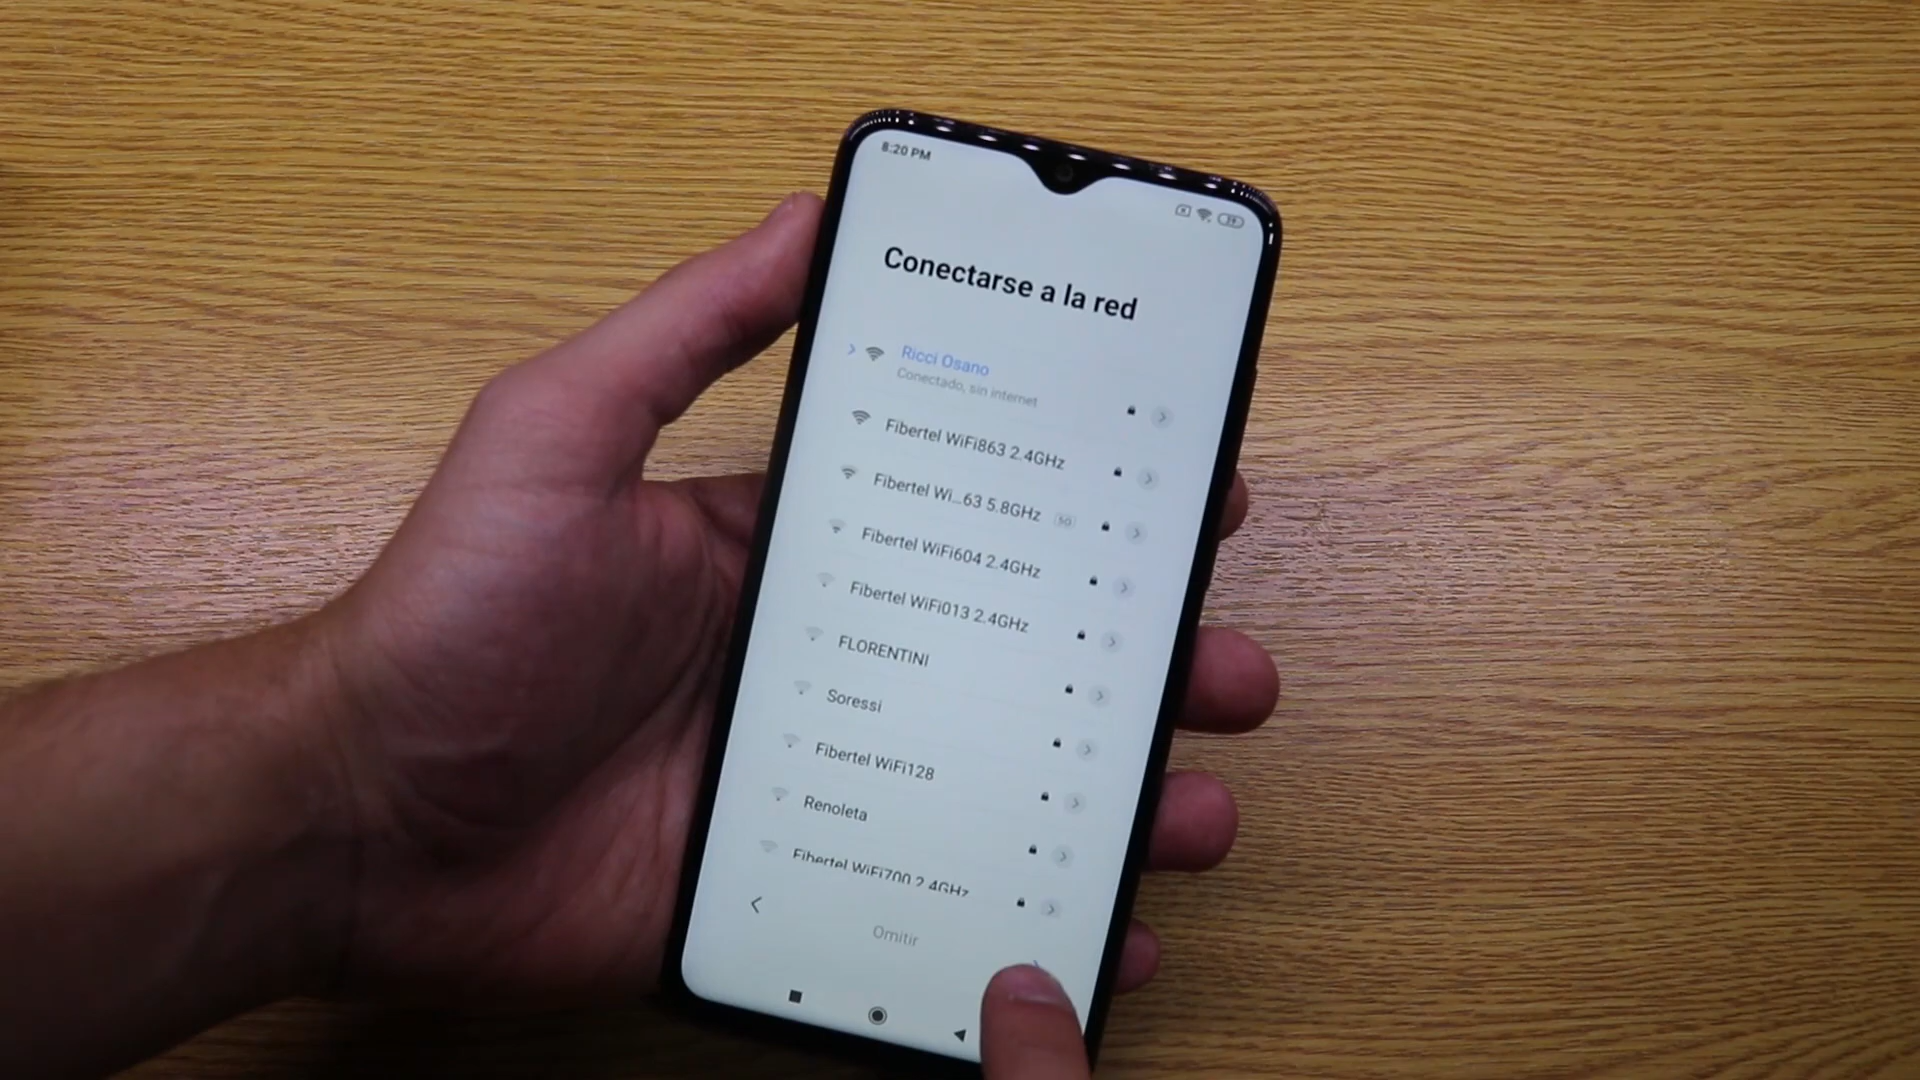 8:20 PM
Conectarse a la red
Ricci Osano
Conectado, sin internet
Fibertel WiFi863 2.4GHz
Fibertel Wi...63 5.8GHz
5G
Fibertel WiFi604 2.4GHz
Fibertel WiFi013 2.4GHz
FLORENTINI
Soressi
Fibertel WiFi128
Renoleta
Fibertel WiFi700 2.4GHz
Omitir